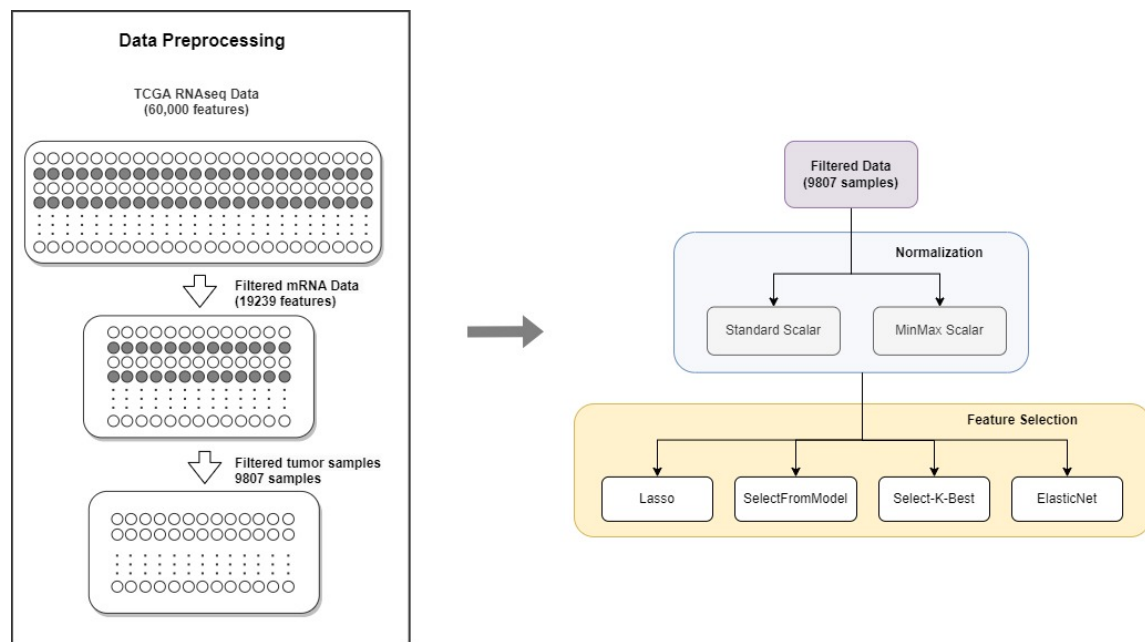 Data Preprocessing
TCGA RNAseq Data
(60,000 features)
Filtered mRNA Data
(19239 features)
Filtered tumor samples
9807 samples
Filtered Data
(9807 samples)
Normalization
Standard Scalar
MinMax Scalar
Feature Selection
Lasso
SelectFromModel
Select-K-Best
ElasticNet